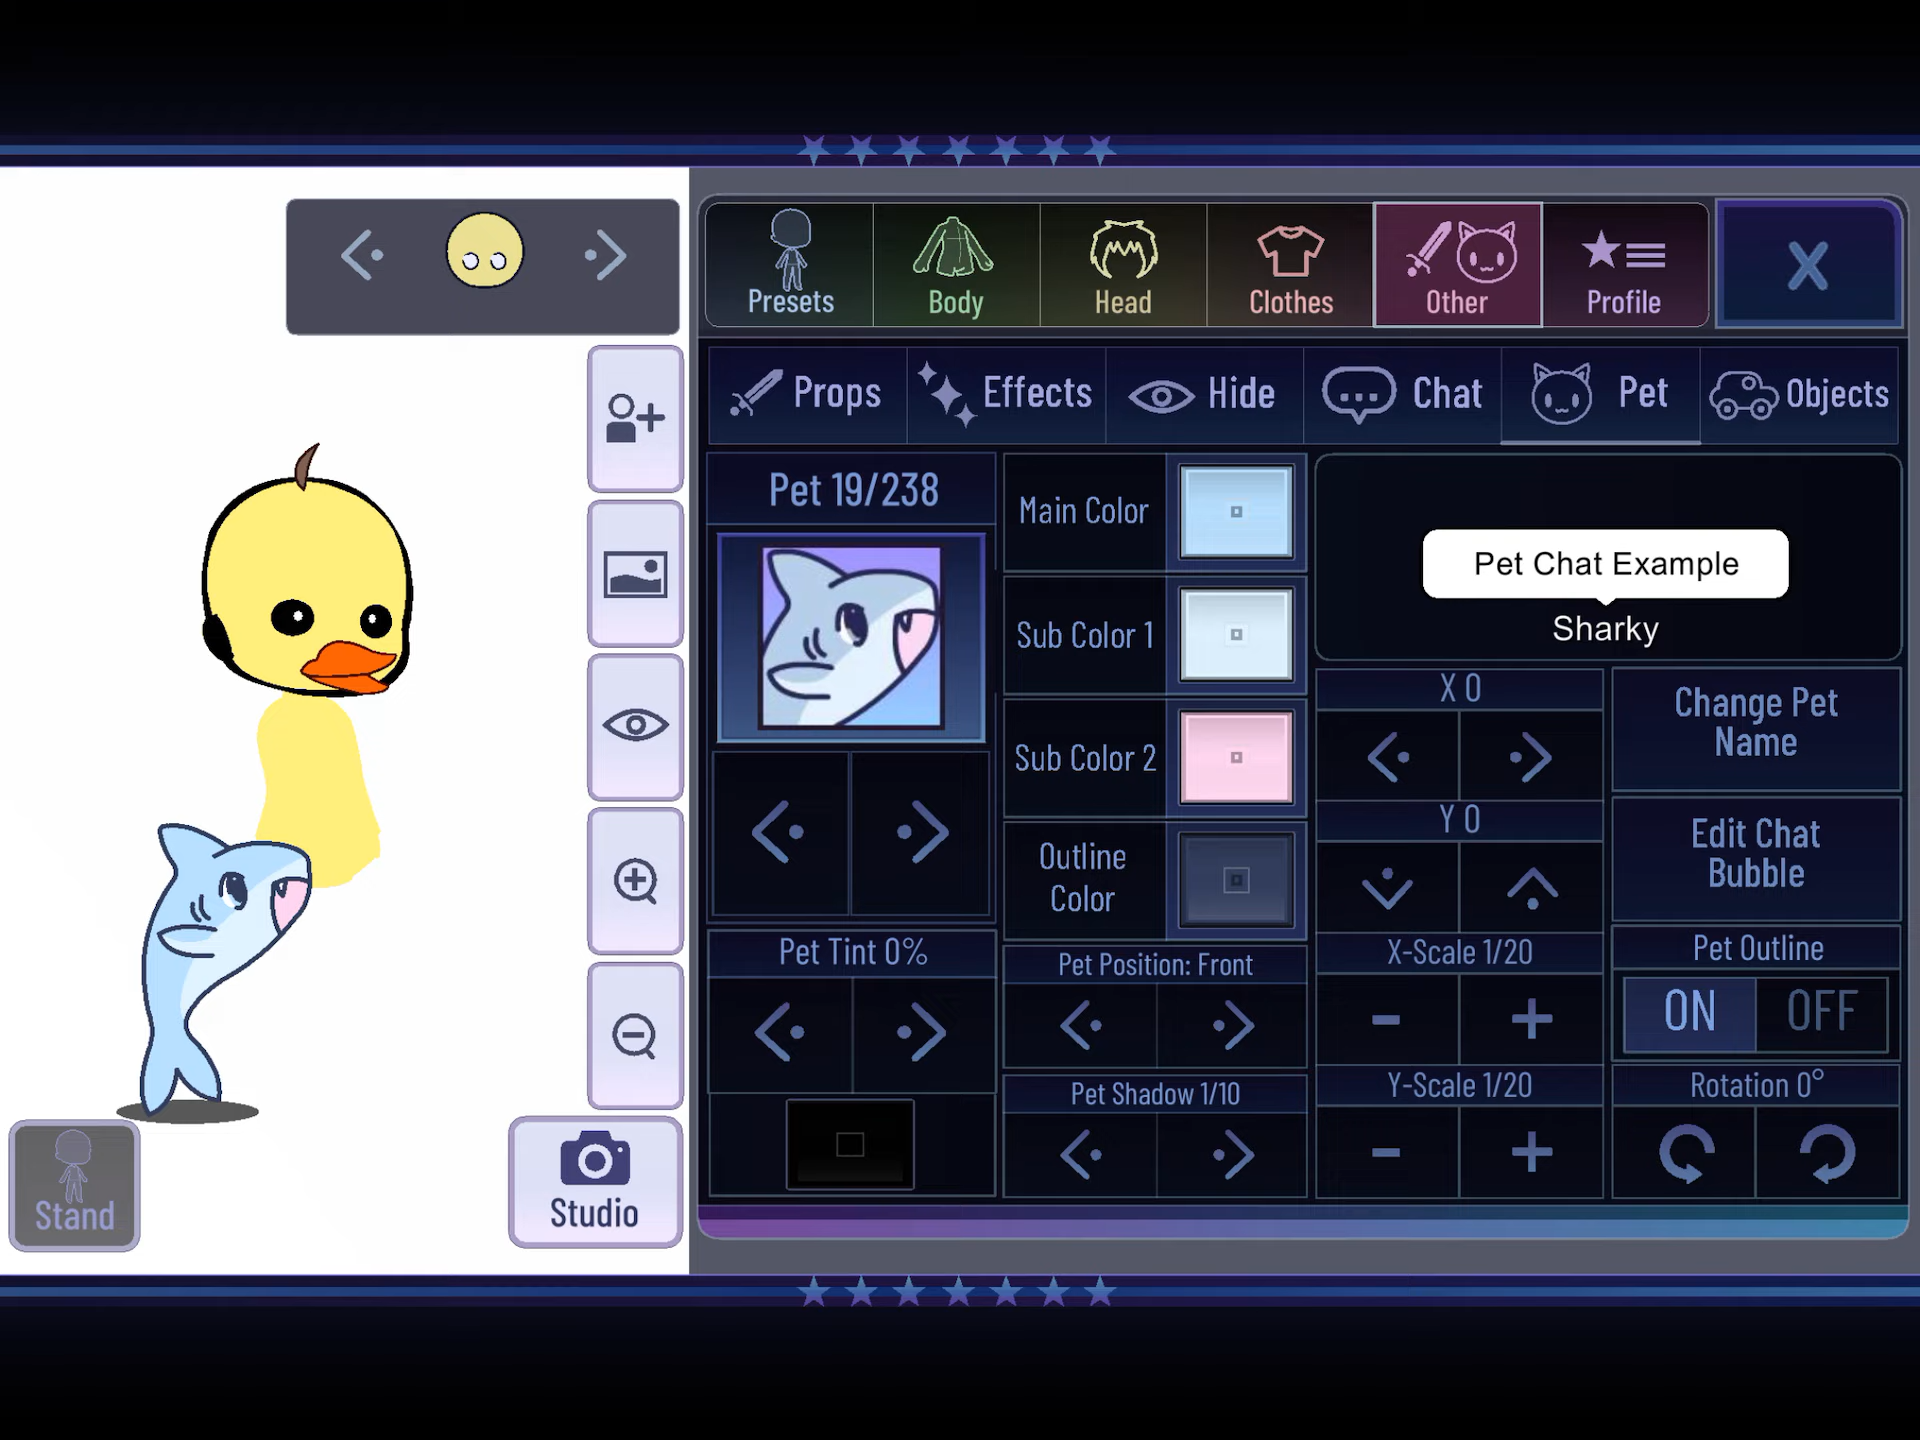 Presets
Body
Head
Clothes
Other
Profile
X
Props
Effects
Hide
Chat
Pet
Objects
Pet 19/238
Main Color
Sub Color 1
Sub Color 2
Outline
Color
Pet Chat Example
Sharky
X 0
Change Pet
Name
Y 0
Edit Chat
Bubble
Pet Tint 0%
Pet Position: Front
X-Scale 1/20
Pet Outline
ON OFF
Pet Shadow 1/10
Y-Scale 1/20
Rotation 0°
Stand
Studio